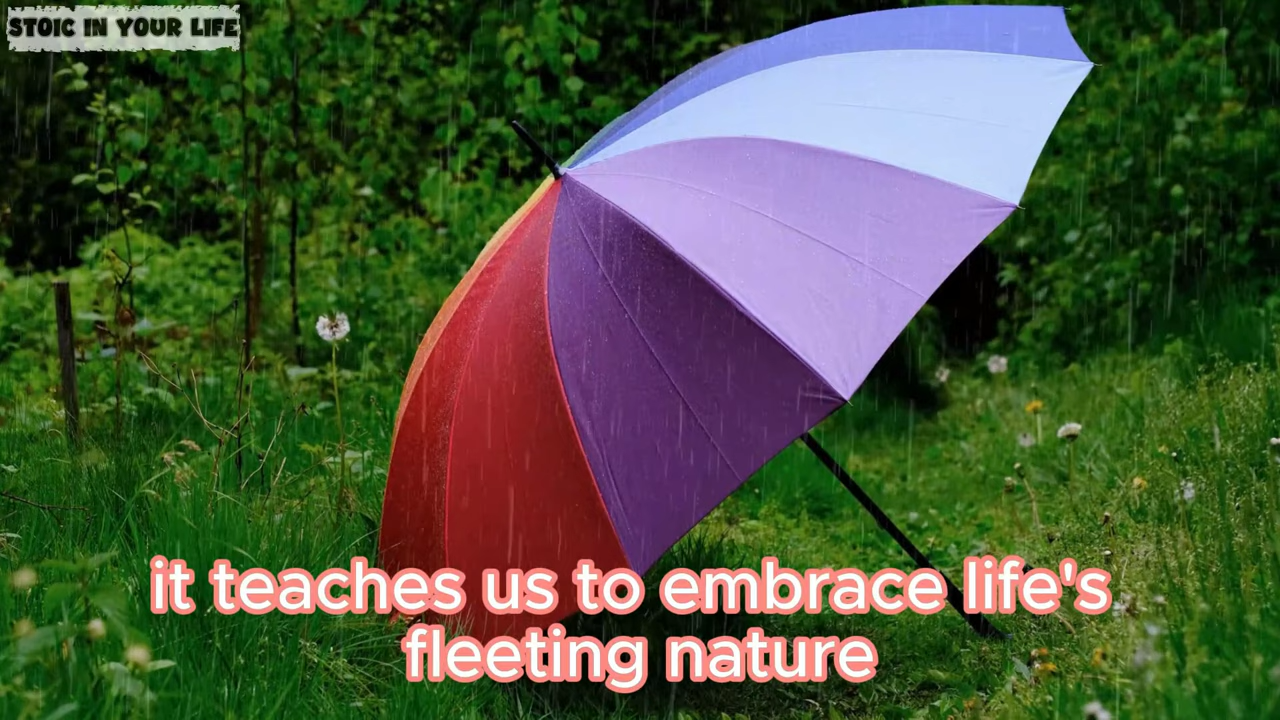 STOIC IN YOUR LIFE
it teaches us to embrace life's
fleeting nature